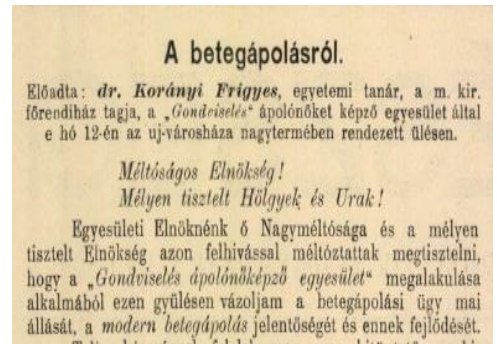 A betegápolásról.
Előadta: dr. Korányi Frigyes, egyetemi tanár, a m. kir.
főrendiház tagja, a „Gondviselés“ ápolónőket képző egyesület által
e hó 12-én az uj-városháza nagytermében rendezett ülésen.
Méltóságos Elnökség!
Mélyen tisztelt Hölgyek és Urak!
Egyesületi Elnöknénk ő Nagyméltósága és a mélyen
tisztelt Elnökség azon felhivással méltóztattak megtisztelni,
hogy a „Gondviselés ápolónőképző egyesület“ megalakulása
alkalmából ezen gyülésen vázoljam a betegápolási ügy mai
állását, a modern betegápolás jelentőségét és ennek fejlődését.